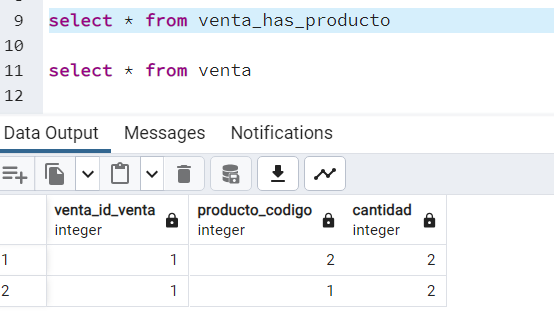 9 select * from venta_has_producto
10
11 select * from venta
12
Data Output Messages Notifications
venta_id_venta producto_codigo cantidad
integer integer integer
1 1 2 2
2 1 1 2